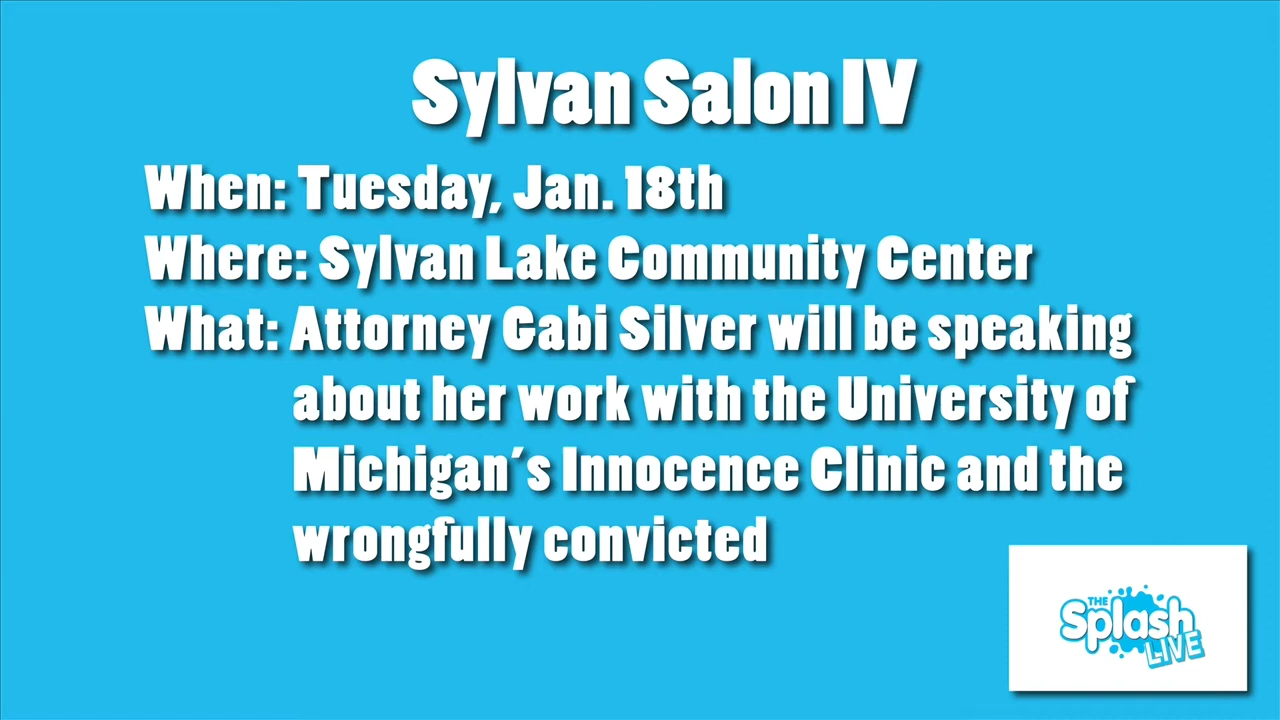 Sylvan Salon IV
When: Tuesday, Jan. 18th
Where: Sylvan Lake Community Center
What: Attorney Gabi Silver will be speaking
about her work with the University of
Michigan's Innocence Clinic and the
wrongfully convicted
THE
Splash
LIVE